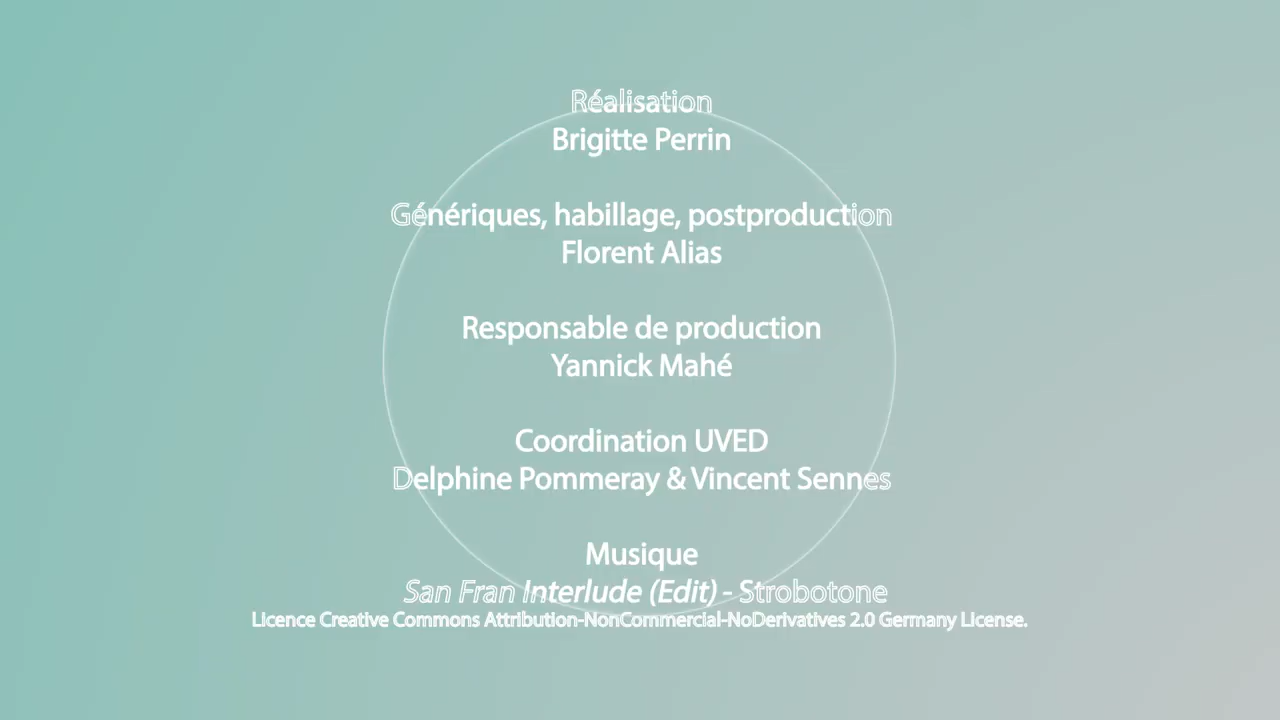 Réalisation
Brigitte Perrin
Génériques, habillage, postproduction
Florent Alias
Responsable de production
Yannick Mahé
Coordination UVED
Delphine Pommeray & Vincent Sennes
Musique
San Fran Interlude (Edit) - Strobotone
Licence Creative Commons Attribution-NonCommercial-NoDerivatives 2.0 Germany License.